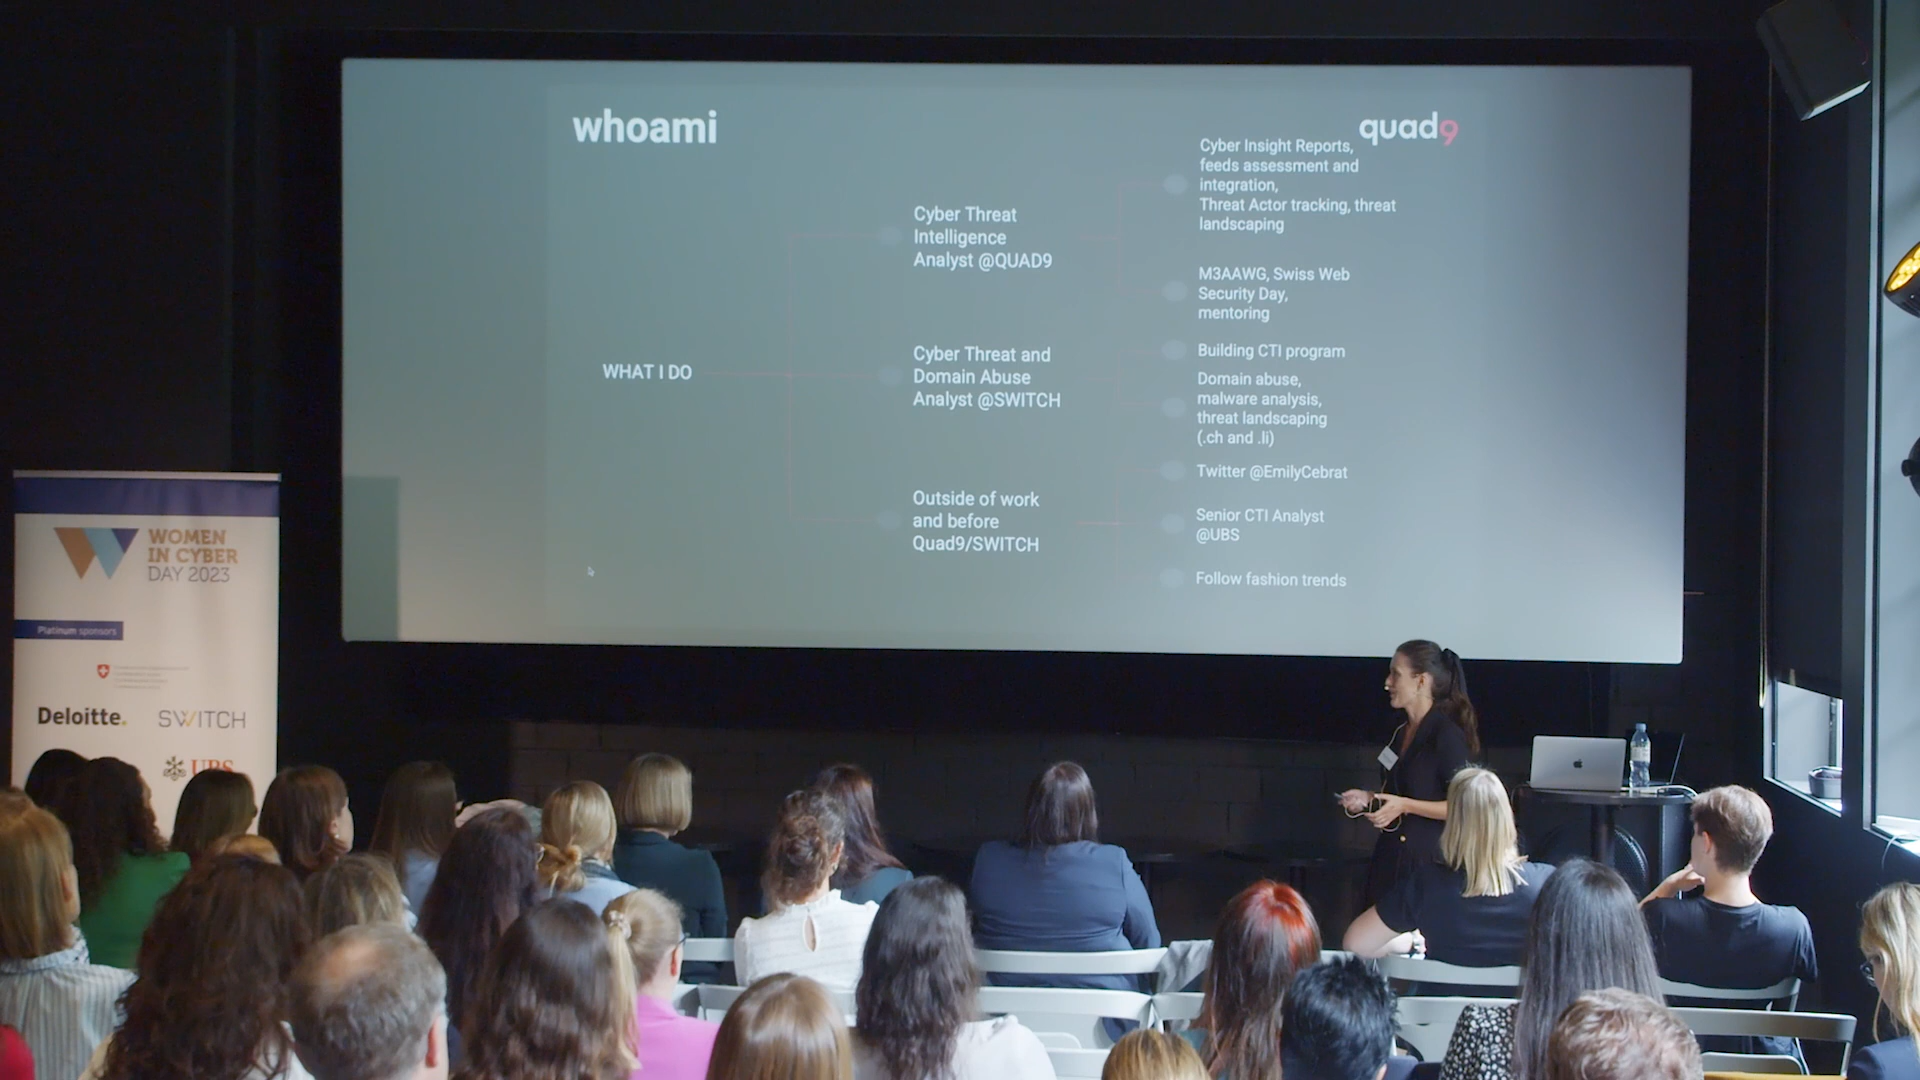 whoami
quad9
WHAT I DO
Cyber Threat
Intelligence
Analyst @QUAD9
Cyber Insight Reports,
feeds assessment and
integration,
Threat Actor tracking, threat
landscaping
M3AAWG, Swiss Web
Security Day,
mentoring
Cyber Threat and
Domain Abuse
Analyst @SWITCH
Building CTI program
Domain abuse,
malware analysis,
threat landscaping
(.ch and .li)
Outside of work
and before
Quad9/SWITCH
Twitter @EmilyCebrat
Senior CTI Analyst
@UBS
Follow fashion trends
WOMEN
IN CYBER
DAY 2023
Platinum sponsors
Deloitte.
SWITCH
UBS